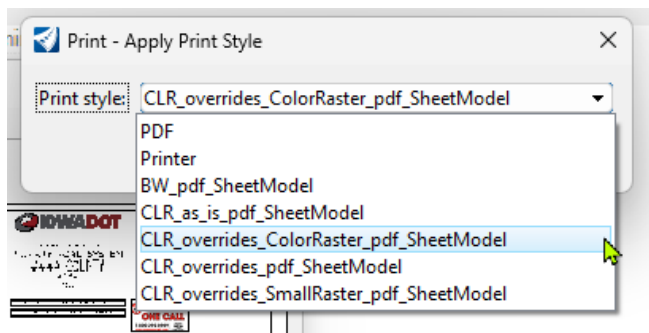 Print - Apply Print Style
Print style: CLR_overrides_ColorRaster_pdf_SheetModel
PDF
Printer
BW_pdf_SheetModel
CLR_as_is_pdf_SheetModel
CLR_overrides_ColorRaster_pdf_SheetModel
CLR_overrides_pdf_SheetModel
CLR_overrides_SmallRaster_pdf_SheetModel
IOWADOT
ONE CALL